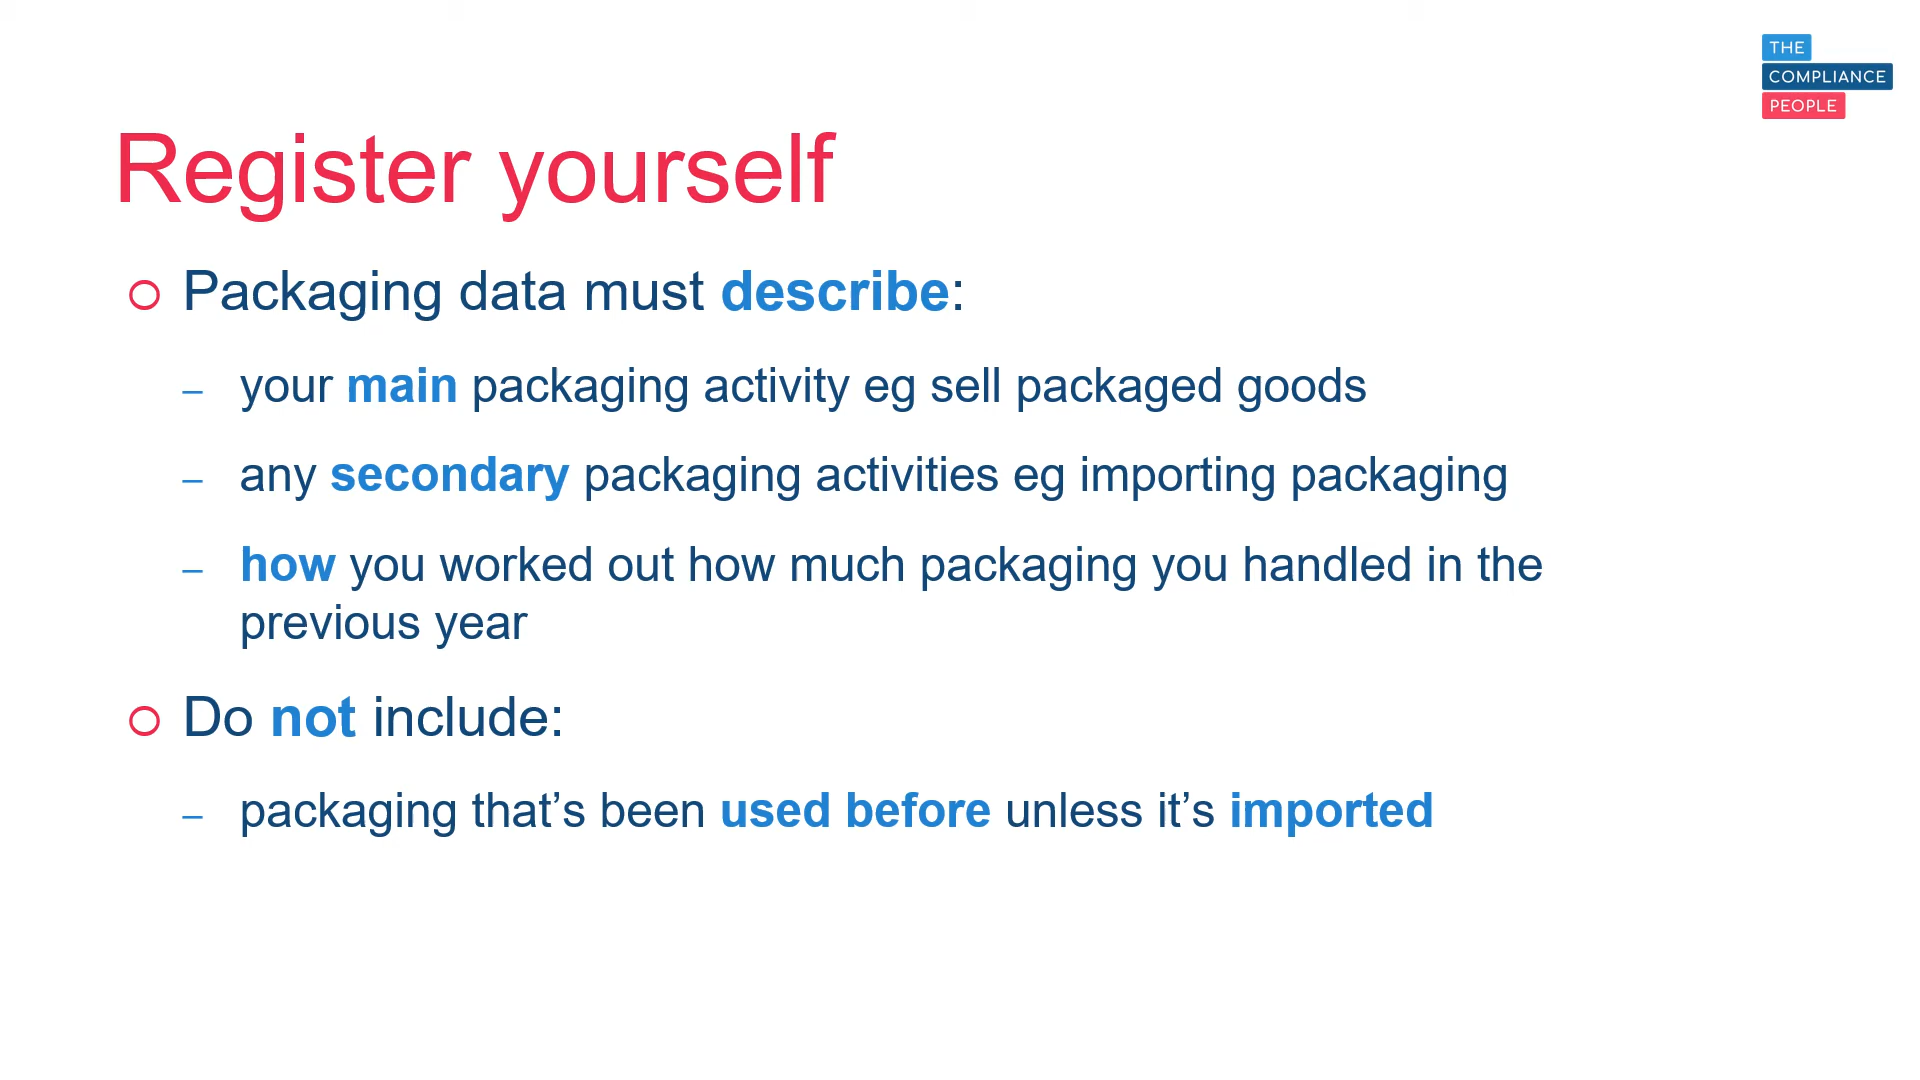 THE
COMPLIANCE
PEOPLE
Register yourself
Packaging data must describe:
– your main packaging activity eg sell packaged goods
– any secondary packaging activities eg importing packaging
– how you worked out how much packaging you handled in the
previous year
Do not include:
– packaging that’s been used before unless it’s imported